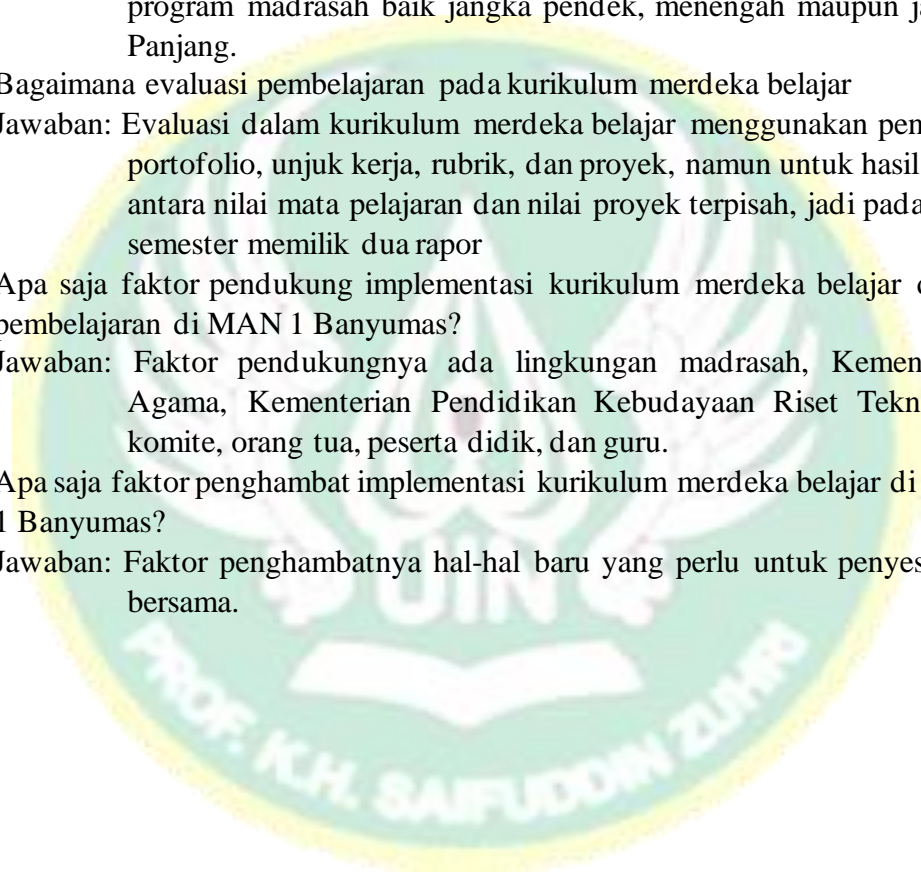 program madrasah baik jangka pendek, menengah maupun ja
Panjang.
Bagaimana evaluasi pembelajaran pada kurikulum merdeka belajar
Jawaban: Evaluasi dalam kurikulum merdeka belajar menggunakan pen
portofolio, unjuk kerja, rubrik, dan proyek, namun untuk hasil
antara nilai mata pelajaran dan nilai proyek terpisah, jadi pada
semester memilik dua rapor
Apa saja faktor pendukung implementasi kurikulum merdeka belajar d
pembelajaran di MAN 1 Banyumas?
Jawaban: Faktor pendukungnya ada lingkungan madrasah, Kemen
Agama, Kementerian Pendidikan Kebudayaan Riset Tekn
komite, orang tua, peserta didik, dan guru.
Apa saja faktor penghambat implementasi kurikulum merdeka belajar di
1 Banyumas?
Jawaban: Faktor penghambatnya hal-hal baru yang perlu untuk penyes
bersama.
UIN
PROF. K.H. SAIFUDDIN ZUHRI